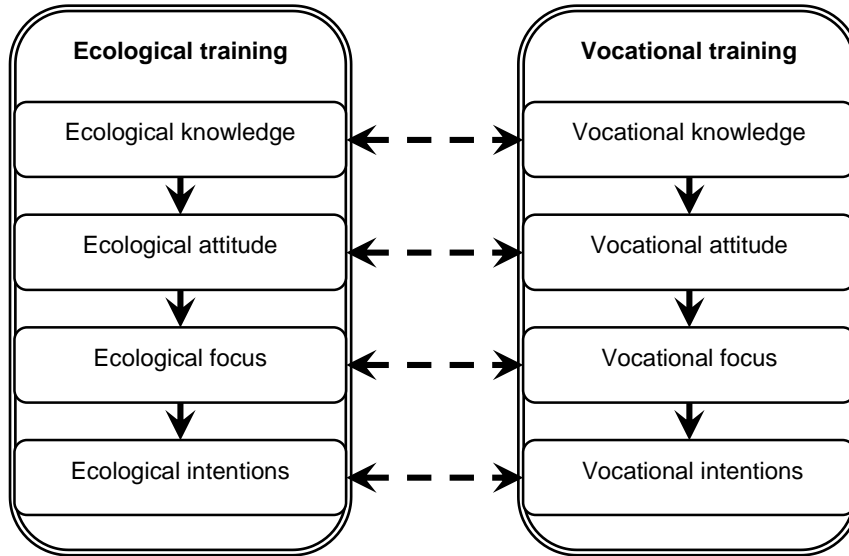 Ecological training
Ecological knowledge
Ecological attitude
Ecological focus
Ecological intentions
Vocational training
Vocational knowledge
Vocational attitude
Vocational focus
Vocational intentions